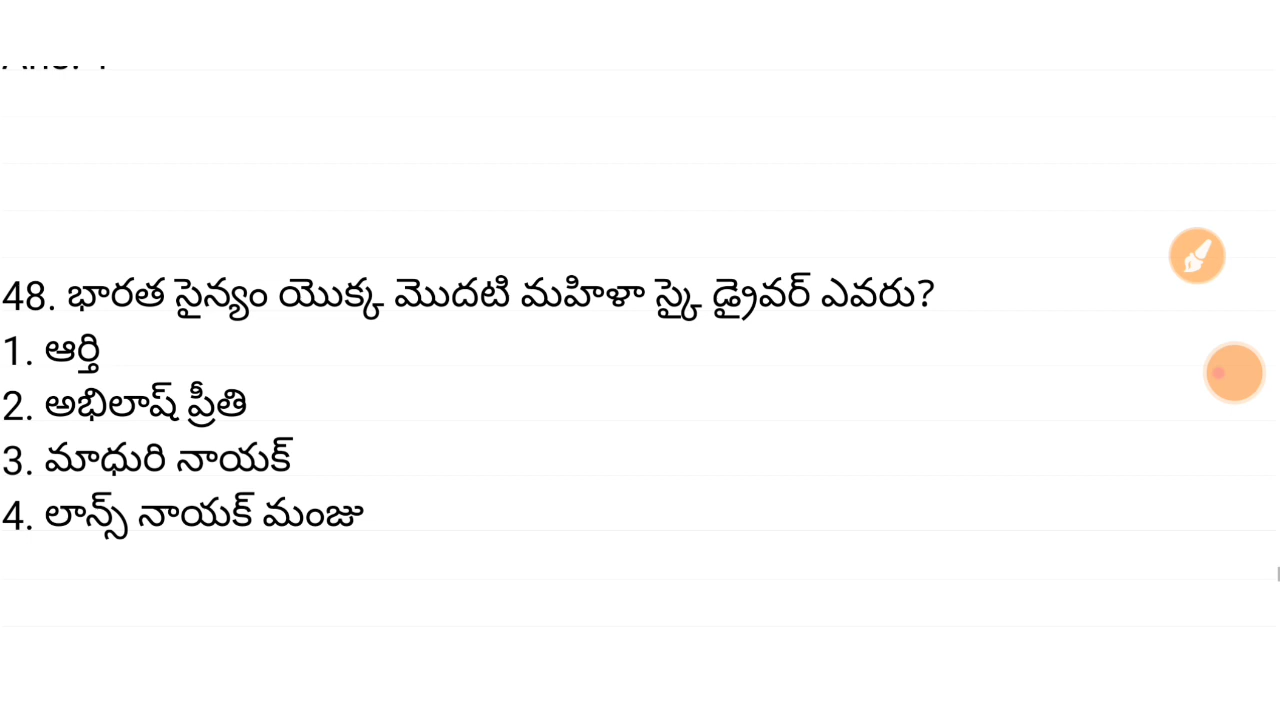 48. భారత సైన్యం యొక్క మొదటి మహిళా స్కై డ్రైవర్ ఎవరు?
1. ఆర్తి
2. అభిలాష్ ప్రీతి
3. మాధురి నాయక్
4. లాన్స్ నాయక్ మంజు